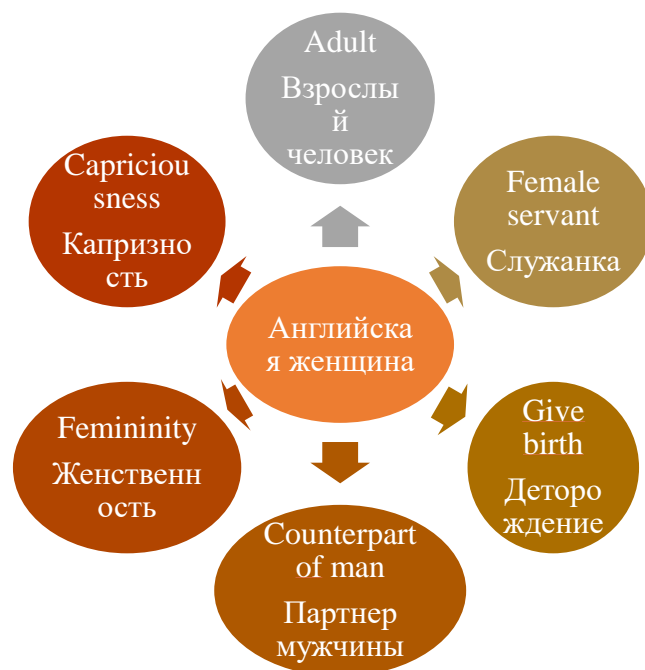 Adult
Взрослы
й
человек
Female
servant
Служанка
Give
birth
Деторо
ждение
Counterpart
of man
Партнер
мужчины
Femininity
Женственн
ость
Capriciou
sness
Капризно
сть
Английска
я женщина